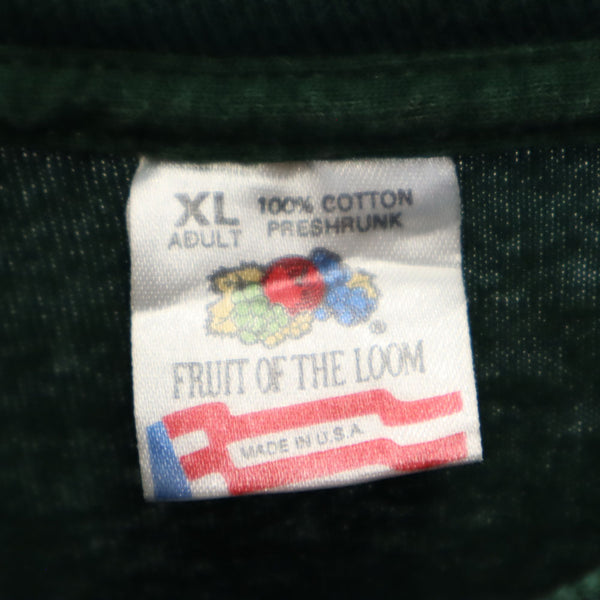 XL 100% COTTON
ADULT PRESHRUNK
®
FRUIT OF THE LOOM
MADE IN U.S.A.